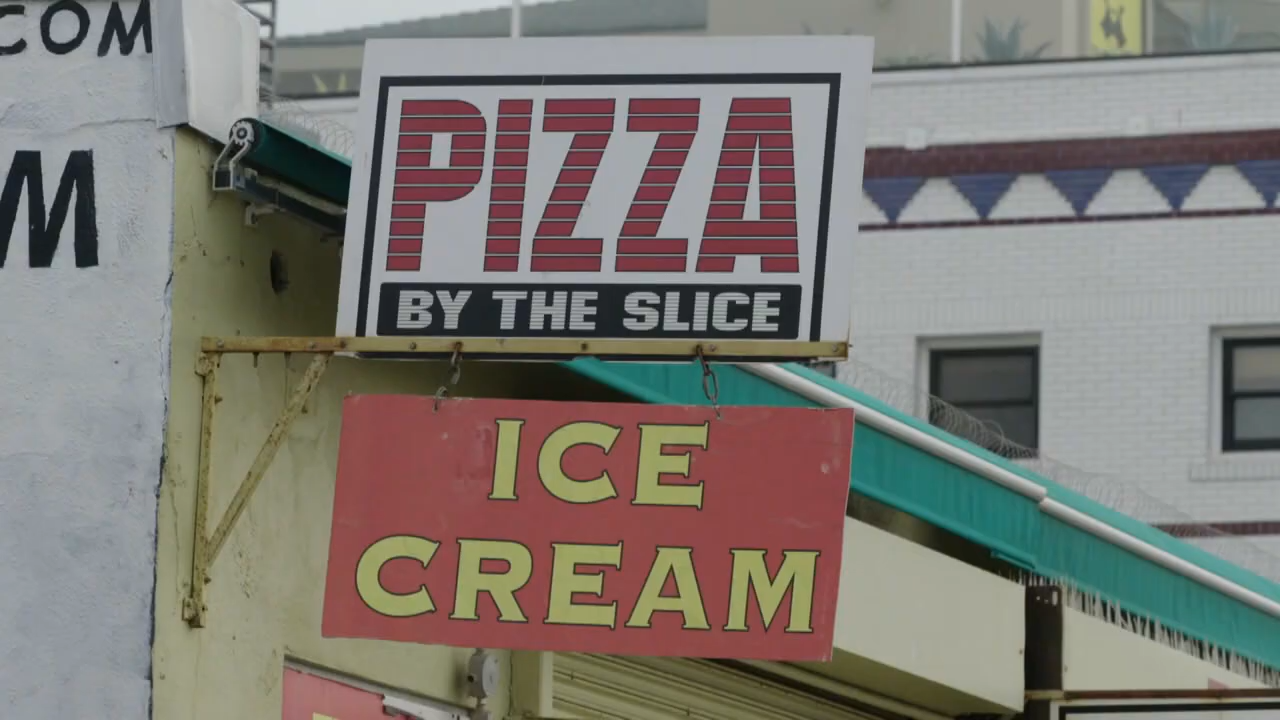 COM
M
PIZZA
BY THE SLICE
ICE
CREAM